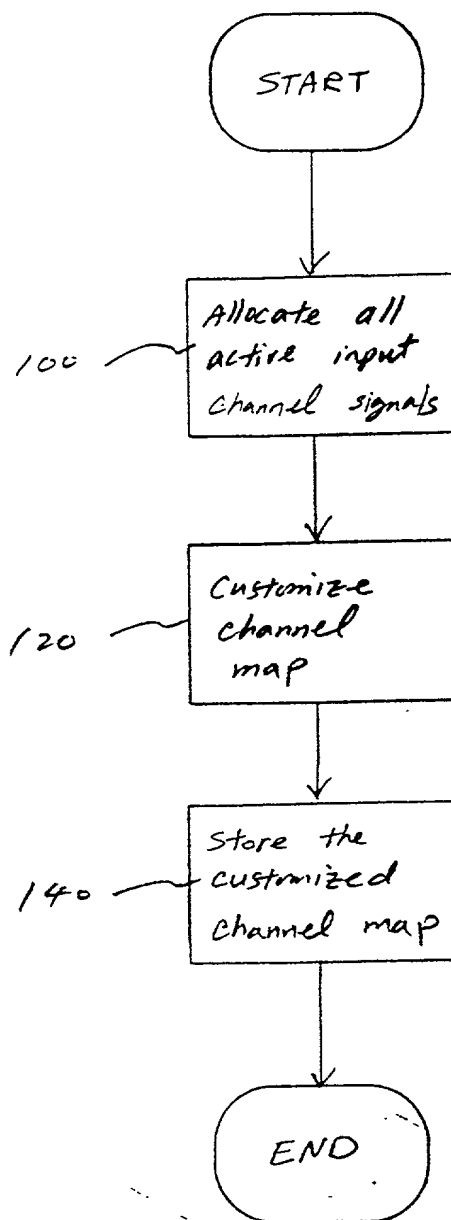 START
100
Allocate all
active input
channel signals
120
Customize
channel
map
140
Store the
customized
channel map
END